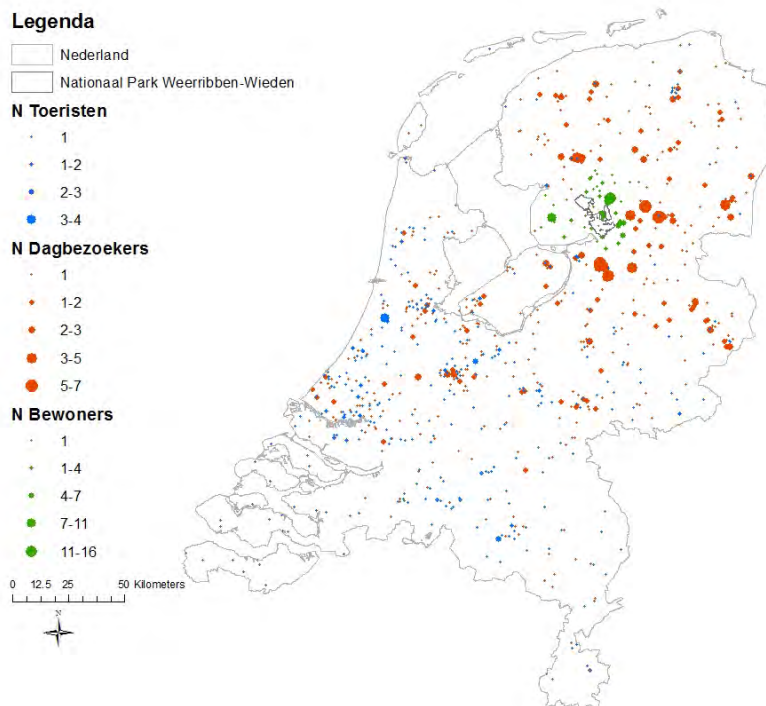 Legenda
Nederland
Nationaal Park Weerribben-Wieden
N Toeristen
1
1-2
2-3
3-4
N Dagbezoekers
1
1-2
2-3
3-5
5-7
N Bewoners
1
1-4
4-7
7-11
11-16
0 12.5 25 50 Kilometers
N